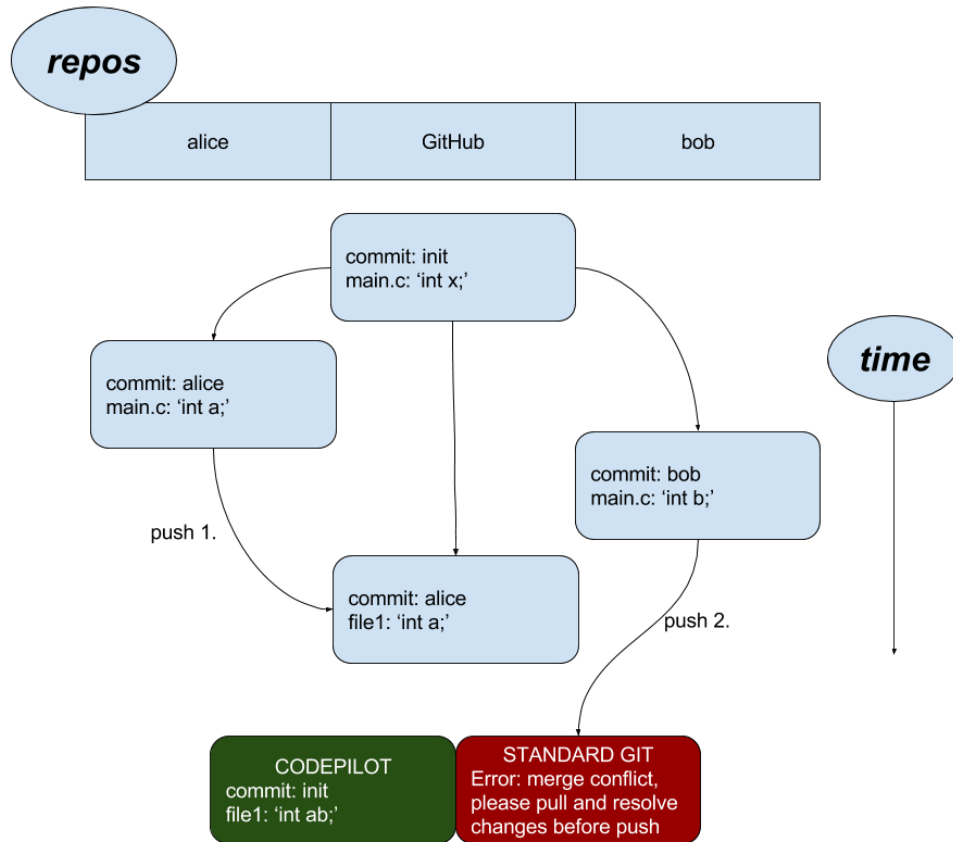 repos
alice
GitHub
bob
commit: init
main.c: ‘int x;’
commit: alice
main.c: ‘int a;’
time
commit: bob
main.c: ‘int b;’
push 1.
commit: alice
file1: ‘int a;’
push 2.
CODEPILOT
commit: init
file1: ‘int ab;’
STANDARD GIT
Error: merge conflict,
please pull and resolve
changes before push